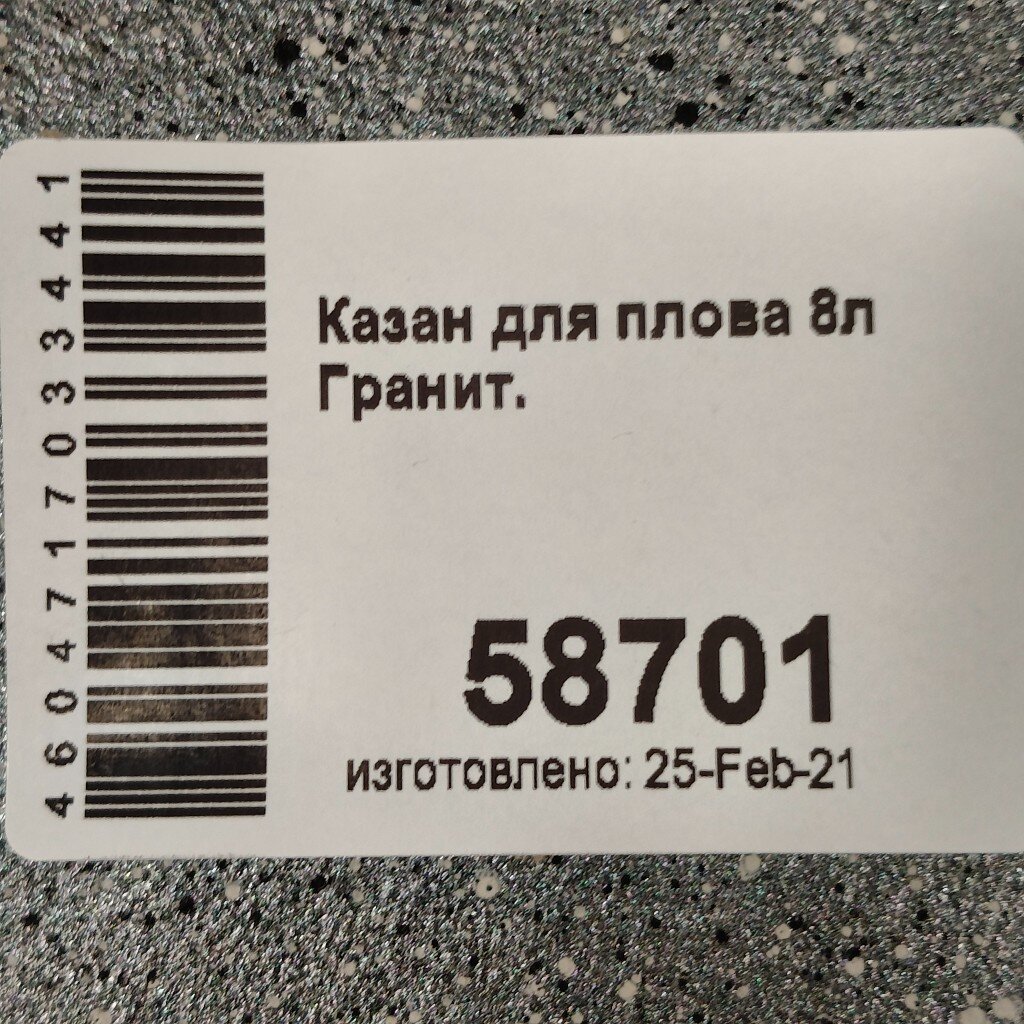 Казан для плова 8л
Гранит.
58701
изготовлено: 25-Feb-21
4604717033441